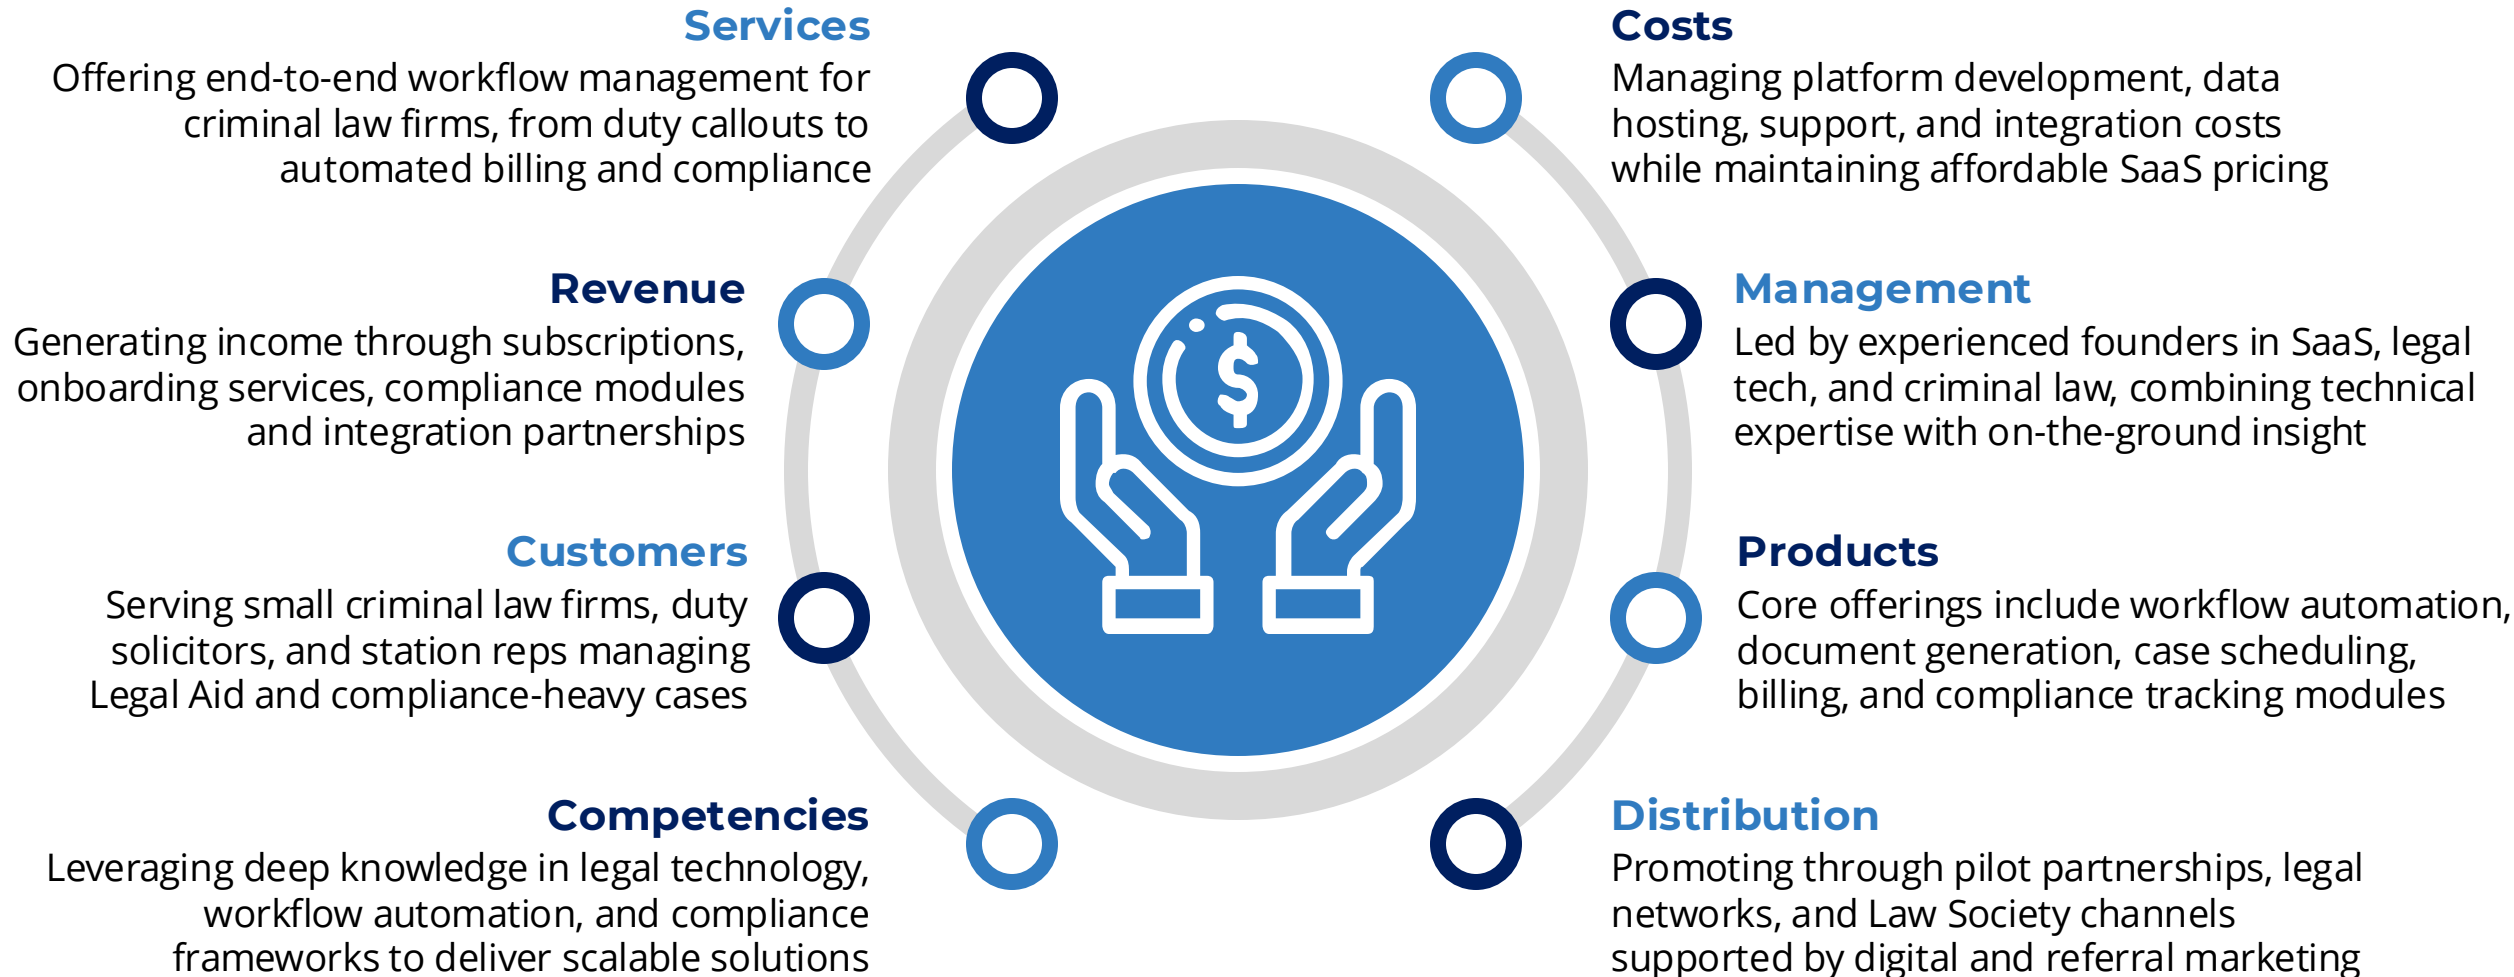 Services
Offering end-to-end workflow management for
criminal law firms, from duty callouts to
automated billing and compliance
Revenue
Generating income through subscriptions,
onboarding services, compliance modules
and integration partnerships
Customers
Serving small criminal law firms, duty
solicitors, and station reps managing
Legal Aid and compliance-heavy cases
Competencies
Leveraging deep knowledge in legal technology,
workflow automation, and compliance
frameworks to deliver scalable solutions
$
Costs
Managing platform development, data
hosting, support, and integration costs
while maintaining affordable SaaS pricing
Management
Led by experienced founders in SaaS, legal
tech, and criminal law, combining technical
expertise with on-the-ground insight
Products
Core offerings include workflow automation,
document generation, case scheduling,
billing, and compliance tracking modules
Distribution
Promoting through pilot partnerships, legal
networks, and Law Society channels
supported by digital and referral marketing